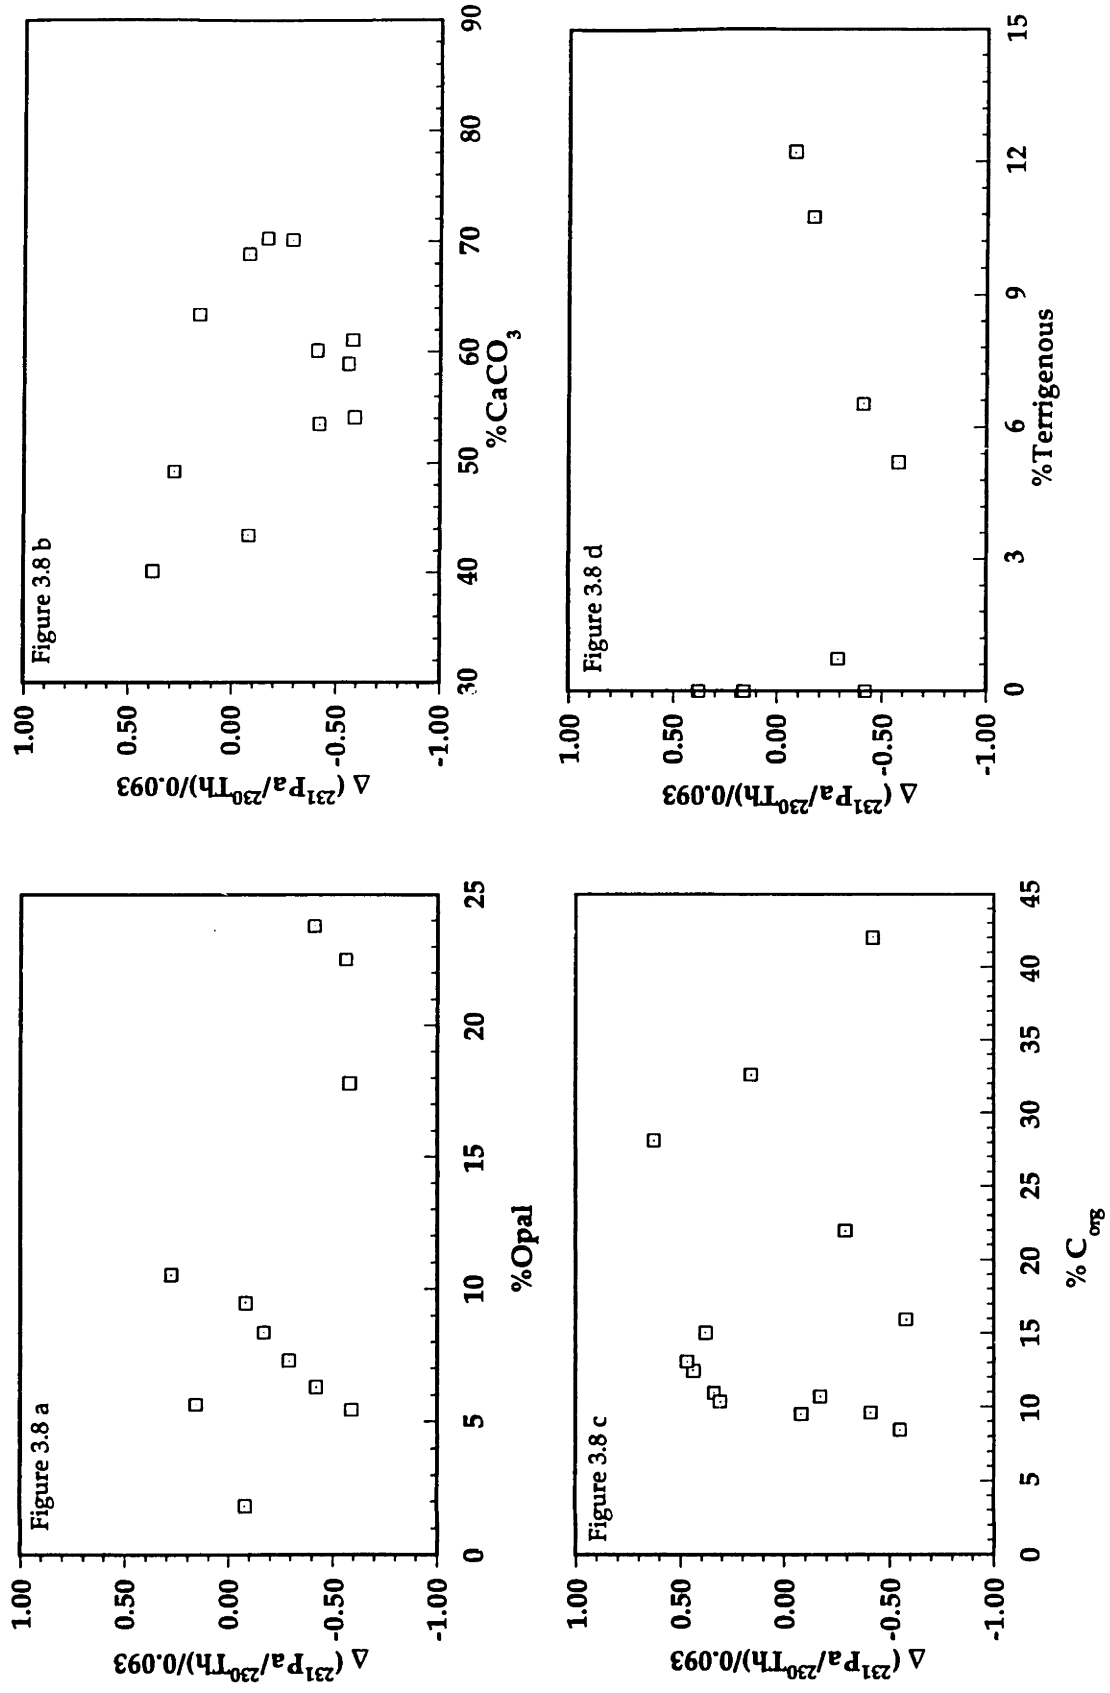 Figure 3.8 a
1.00
0.50
0.00
-0.50
-1.00
0 5 10 15 20 25
%Opal
Δ (²³¹Pa/²³⁰Th)/0.093
Figure 3.8 b
1.00
0.50
0.00
-0.50
-1.00
30 40 50 60 70 80 90
%CaCO₃
Δ (²³¹Pa/²³⁰Th)/0.093
Figure 3.8 c
1.00
0.50
0.00
-0.50
-1.00
0 5 10 15 20 25 30 35 40 45
% C org
Δ (²³¹Pa/²³⁰Th)/0.093
Figure 3.8 d
1.00
0.50
0.00
-0.50
-1.00
0 3 6 9 12 15
%Terrigenous
Δ (²³¹Pa/²³⁰Th)/0.093